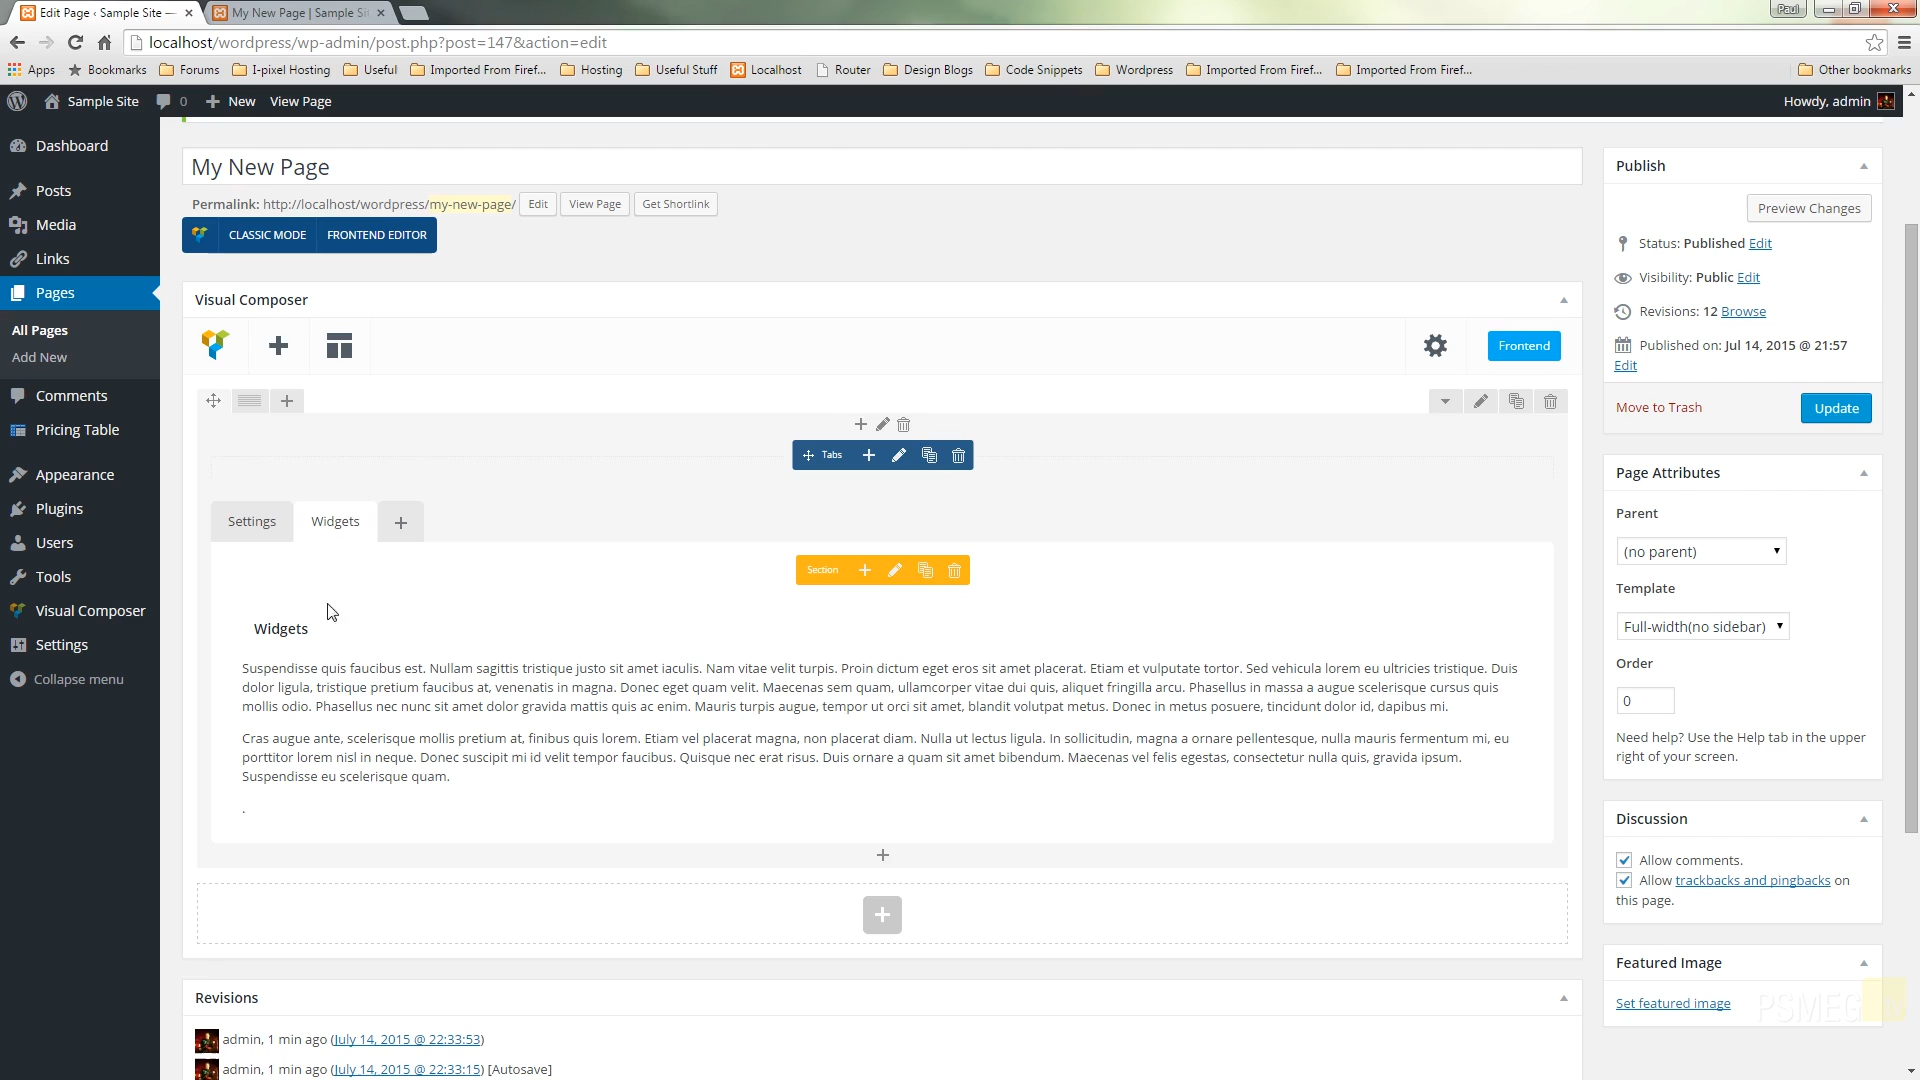 Edit Page ‹ Sample Site —
My New Page | Sample Sit
Paul
localhost/wordpress/wp-admin/post.php?post=147&action=edit
Apps
Bookmarks
Forums
I-pixel Hosting
Useful
Imported From Firef...
Hosting
Useful Stuff
Localhost
Router
Design Blogs
Code Snippets
Wordpress
Imported From Firef...
Imported From Firef...
Other bookmarks
Sample Site
0
New
View Page
Howdy, admin
Dashboard
Posts
Media
Links
Pages
All Pages
Add New
Comments
Pricing Table
Appearance
Plugins
Users
Tools
Visual Composer
Settings
Collapse menu
My New Page
Permalink: http://localhost/wordpress/my-new-page/
Edit
View Page
Get Shortlink
CLASSIC MODE
FRONTEND EDITOR
Visual Composer
Frontend
Tabs
Settings
Widgets
Section
Widgets
Suspendisse quis faucibus est. Nullam sagittis tristique justo sit amet iaculis. Nam vitae velit turpis. Proin dictum eget eros sit amet placerat. Etiam et vulputate tortor. Sed vehicula lorem eu ultricies tristique. Duis
dolor ligula, tristique pretium faucibus at, venenatis in magna. Donec eget quam velit. Maecenas sem quam, ullamcorper vitae dui quis, aliquet fringilla arcu. Phasellus in massa a augue scelerisque cursus quis
mollis odio. Phasellus nec nunc sit amet dolor gravida mattis quis ac enim. Mauris turpis augue, tempor ut orci sit amet, blandit volutpat metus. Donec in metus posuere, tincidunt dolor id, dapibus mi.
Cras augue ante, scelerisque mollis pretium at, finibus quis lorem. Etiam vel placerat magna, non placerat diam. Nulla ut lectus ligula. In sollicitudin, magna a ornare pellentesque, nulla mauris fermentum mi, eu
porttitor lorem nisl in neque. Donec suscipit mi id velit tempor faucibus. Quisque nec erat risus. Duis ornare a quam sit amet bibendum. Maecenas vel felis egestas, consectetur nulla quis, gravida ipsum.
Suspendisse eu scelerisque quam.
.
Revisions
admin, 1 min ago (July 14, 2015 @ 22:33:53)
admin, 1 min ago (July 14, 2015 @ 22:33:15) [Autosave]
Publish
Preview Changes
Status: Published Edit
Visibility: Public Edit
Revisions: 12 Browse
Published on: Jul 14, 2015 @ 21:57
Edit
Move to Trash
Update
Page Attributes
Parent
(no parent)
Template
Full-width(no sidebar)
Order
0
Need help? Use the Help tab in the upper
right of your screen.
Discussion
Allow comments.
Allow trackbacks and pingbacks on
this page.
Featured Image
Set featured image